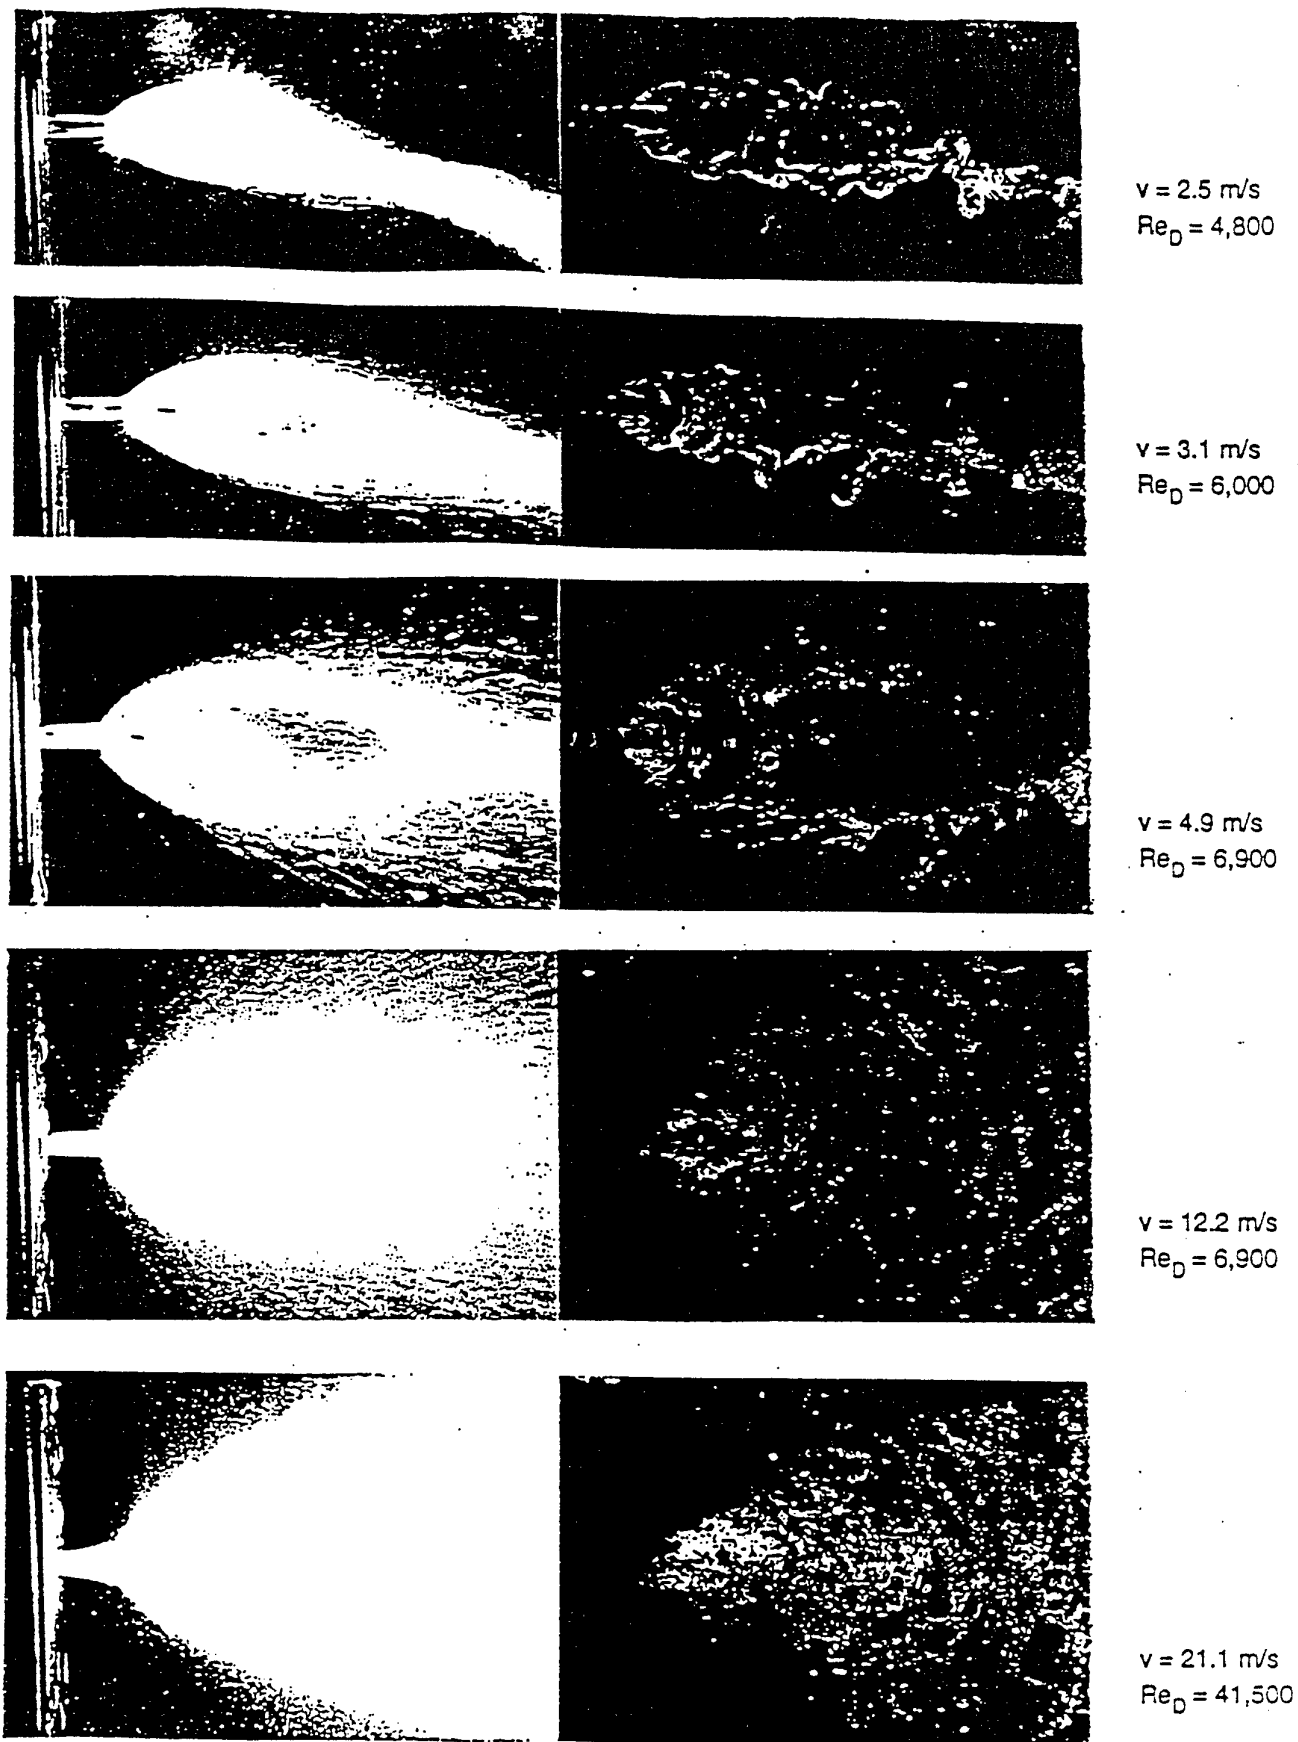 v = 2.5 m/s
Re_D = 4,800
v = 3.1 m/s
Re_D = 6,000
v = 4.9 m/s
Re_D = 6,900
v = 12.2 m/s
Re_D = 6,900
v = 21.1 m/s
Re_D = 41,500